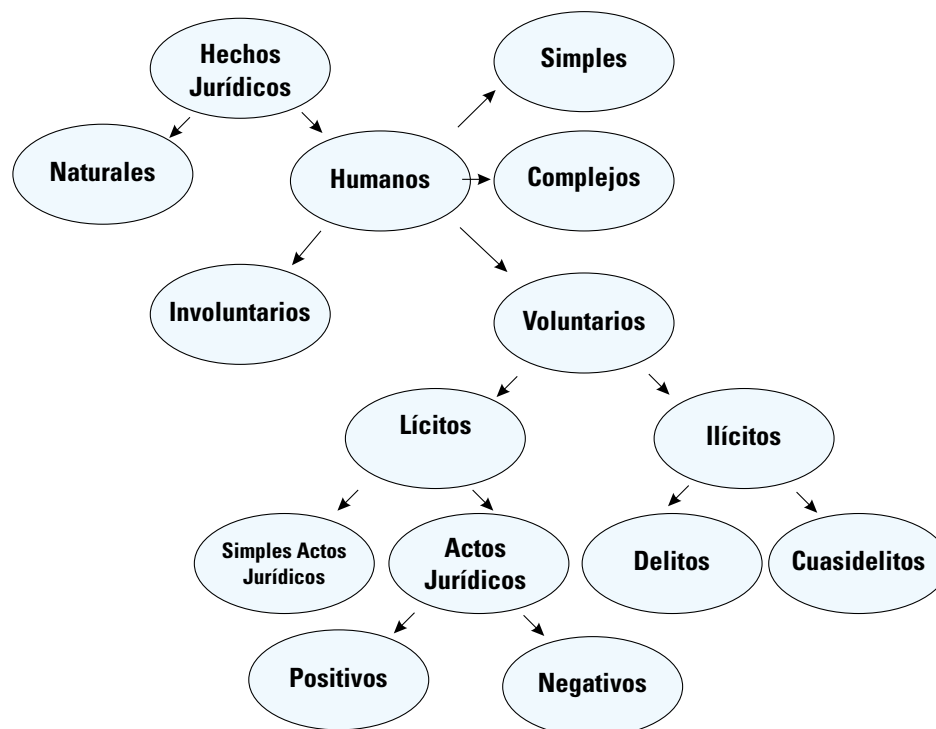 Hechos
Jurídicos
Simples
Naturales
Humanos
Complejos
Involuntarios
Voluntarios
Lícitos
Ilícitos
Simples Actos
Jurídicos
Actos
Jurídicos
Delitos
Cuasidelitos
Positivos
Negativos